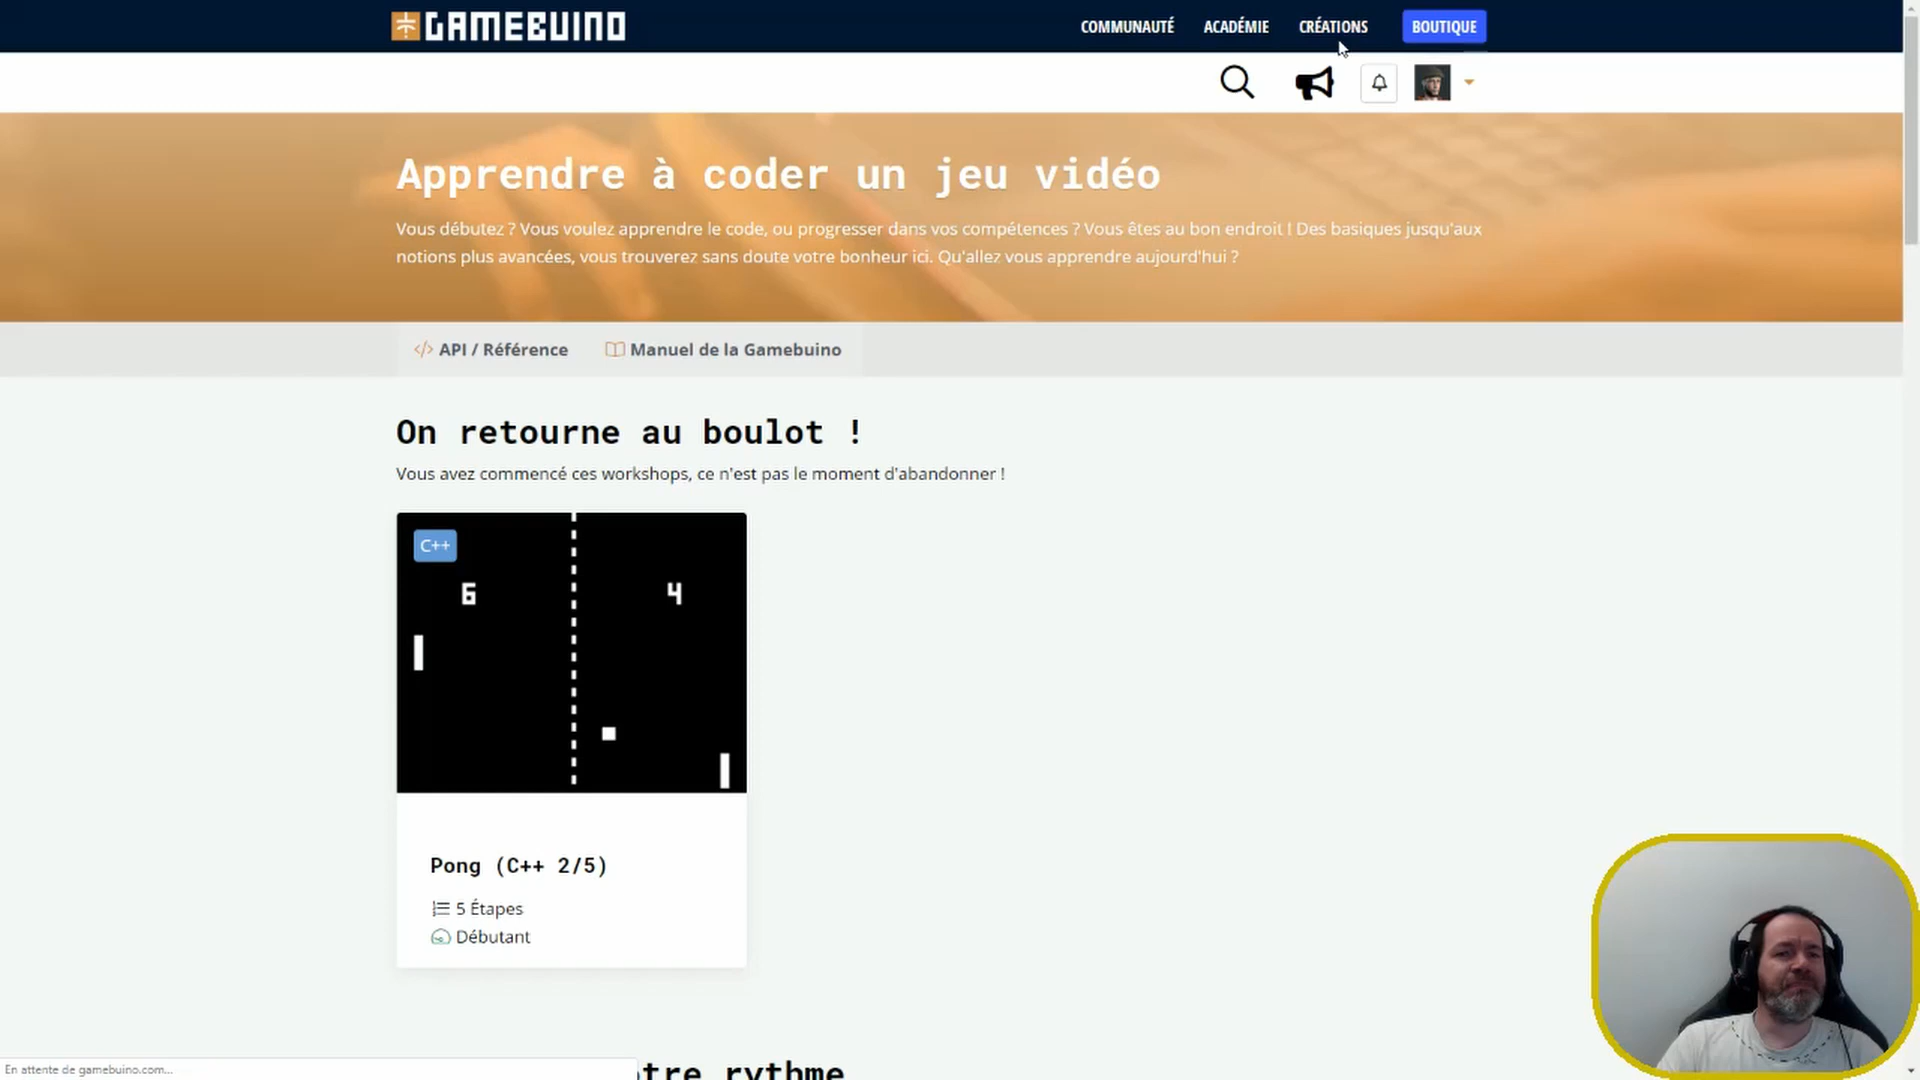 GAMEBUINO
COMMUNAUTÉ ACADÉMIE CRÉATIONS BOUTIQUE
Apprendre à coder un jeu vidéo
Vous débutez ? Vous voulez apprendre le code, ou progresser dans vos compétences ? Vous êtes au bon endroit ! Des basiques jusqu'aux
notions plus avancées, vous trouverez sans doute votre bonheur ici. Qu'allez vous apprendre aujourd'hui ?
</> API / Référence Manuel de la Gamebuino
On retourne au boulot !
Vous avez commencé ces workshops, ce n'est pas le moment d'abandonner !
C++
6 4
Pong (C++ 2/5)
5 Étapes
Débutant
tre rythme
En attente de gamebuino.com...